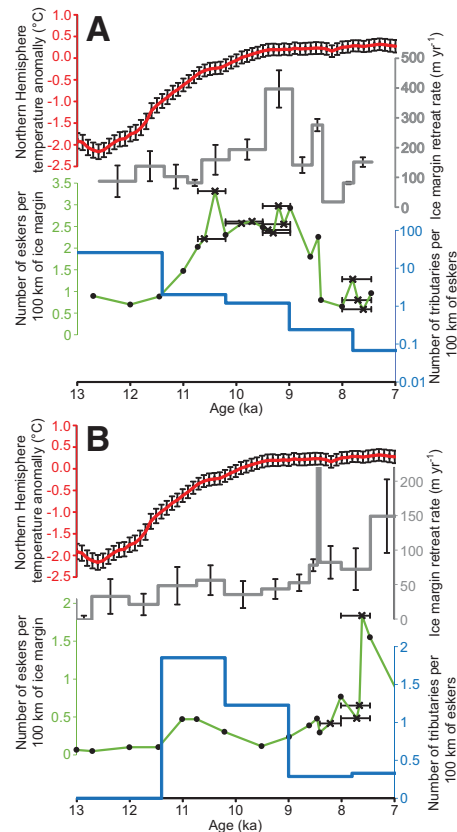 A
Northern Hemisphere
temperature anomally (°C)
1.0
0.5
0.0
-0.5
-1.0
-1.5
-2.0
-2.5
500
400
300
200
100
0
Ice margin retreat rate (m yr⁻¹)
Number of eskers per
100 km of ice margin
3.5
3
2.5
2
1.5
1
0.5
0
100
10
1
0.1
0.01
Number of tributaries per
100 km of eskers
13 12 11 10 9 8 7
Age (ka)
B
Northern Hemisphere
temperature anomally (°C)
1.0
0.5
0.0
-0.5
-1.0
-1.5
-2.0
-2.5
200
150
100
50
0
Ice margin retreat rate (m yr⁻¹)
Number of eskers per
100 km of ice margin
2
1.5
1
0.5
0
2
1.5
1
0.5
0
Number of tributaries per
100 km of eskers
13 12 11 10 9 8 7
Age (ka)